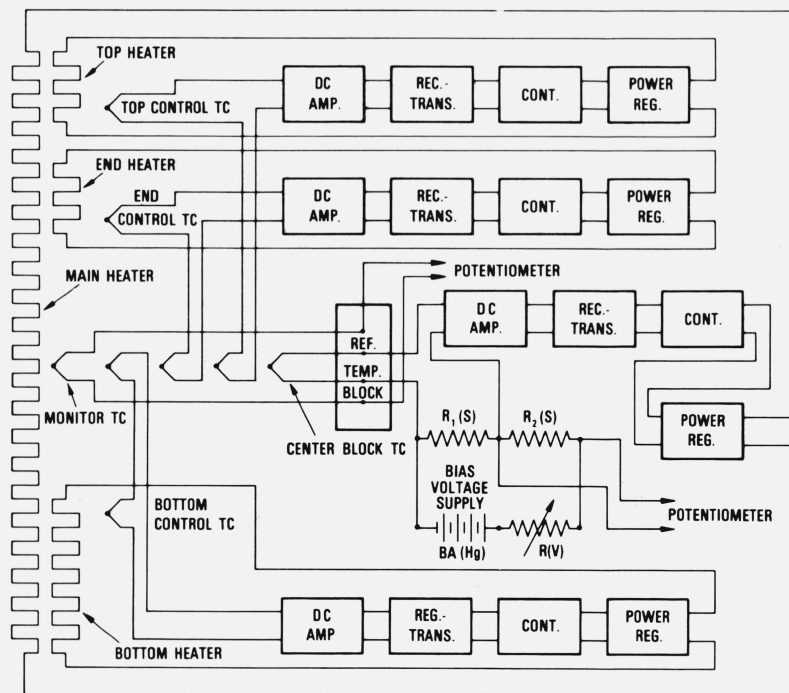 TOP HEATER
TOP CONTROL TC
DC
AMP.
REC.-
TRANS.
CONT.
POWER
REG.
END HEATER
END
CONTROL TC
DC
AMP.
REC.-
TRANS.
CONT.
POWER
REG.
MAIN HEATER
POTENTIOMETER
REF.
TEMP.
BLOCK
DC
AMP.
REC.-
TRANS.
CONT.
MONITOR TC
CENTER BLOCK TC
R1 (S)
R2 (S)
POWER
REG.
BIAS
VOLTAGE
SUPPLY
BA (Hg)
R(V)
POTENTIOMETER
BOTTOM
CONTROL TC
DC
AMP
REG.-
TRANS.
CONT.
POWER
REG.
BOTTOM HEATER